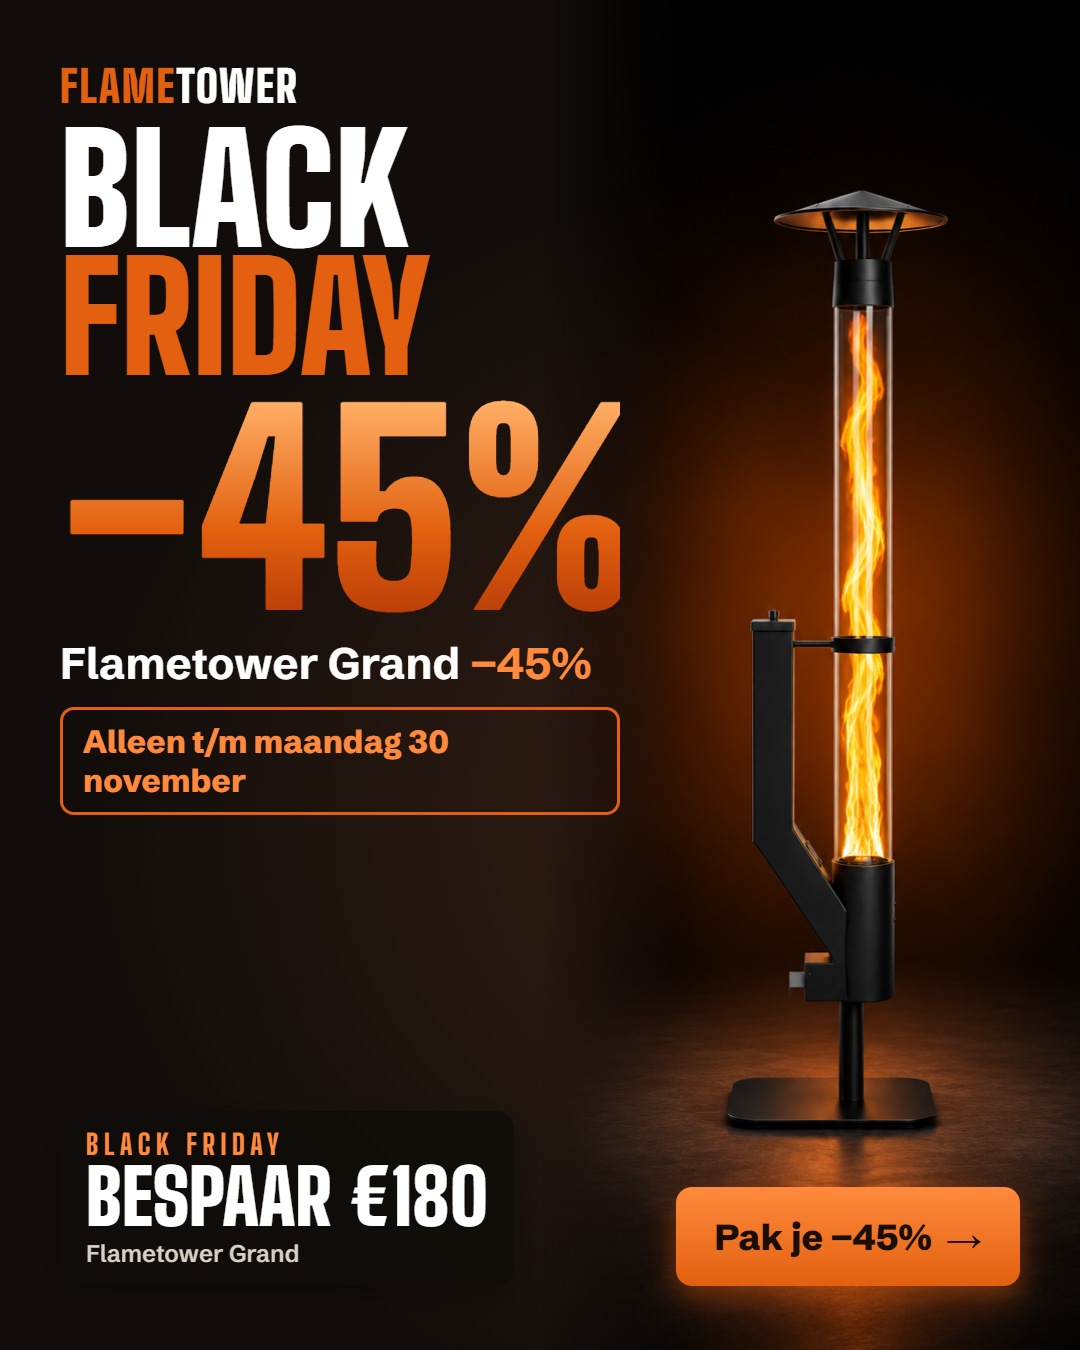 FLAMETOWER
BLACK
FRIDAY
–45%
Flametower Grand –45%
Alleen t/m maandag 30
november
BLACK FRIDAY
BESPAAR €180
Flametower Grand
Pak je –45% →